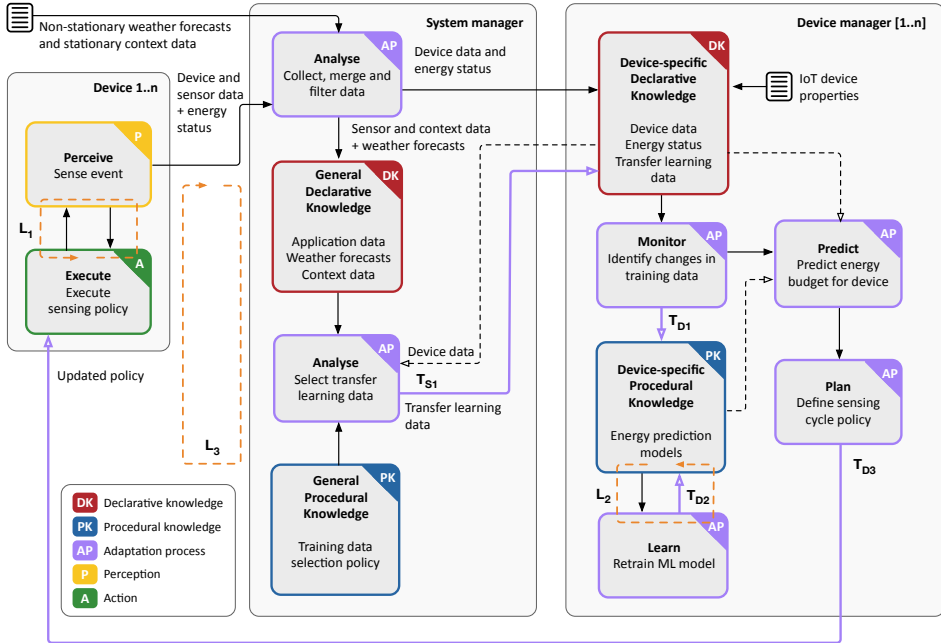 Non-stationary weather forecasts
and stationary context data
Device 1..n
P
Perceive
Sense event
L1
A
Execute
Execute
sensing policy
Updated policy
Device and
sensor data
+ energy
status
L3
System manager
AP
Analyse
Collect, merge and
filter data
Device data and
energy status
Sensor and context data
+ weather forecasts
DK
General
Declarative
Knowledge
Application data
Weather forecasts
Context data
AP
Analyse
Select transfer
learning data
Device data
TS1
Transfer learning
data
PK
General
Procedural
Knowledge
Training data
selection policy
Device manager [1..n]
DK
Device-specific
Declarative
Knowledge
Device data
Energy status
Transfer learning
data
IoT device
properties
AP
Monitor
Identify changes in
training data
AP
Predict
Predict energy
budget for device
TD1
PK
Device-specific
Procedural
Knowledge
Energy prediction
models
AP
Plan
Define sensing
cycle policy
TD3
L2
TD2
AP
Learn
Retrain ML model
DK Declarative knowledge
PK Procedural knowledge
AP Adaptation process
P Perception
A Action